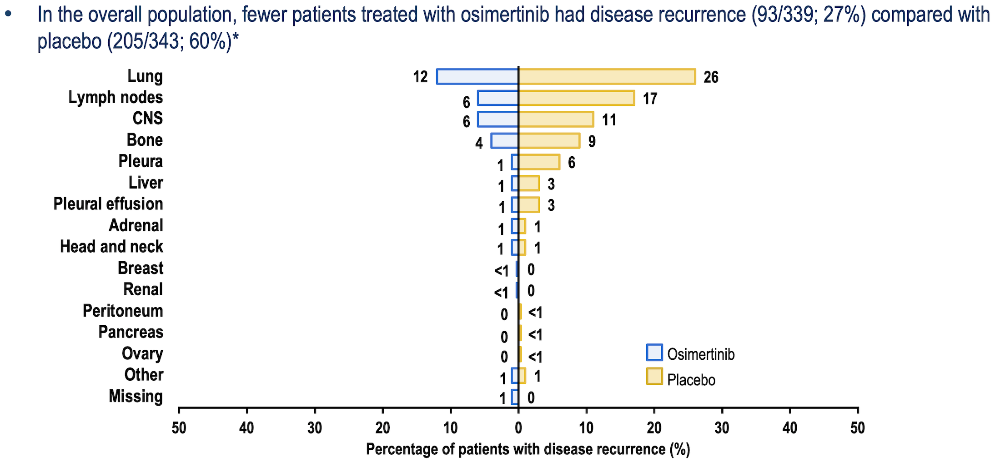 • In the overall population, fewer patients treated with osimertinib had disease recurrence (93/339; 27%) compared with
placebo (205/343; 60%)*
Lung 12 26
Lymph nodes 6 17
CNS 6 11
Bone 4 9
Pleura 1 6
Liver 1 3
Pleural effusion 1 3
Adrenal 1 1
Head and neck 1 1
Breast <1 0
Renal <1 0
Peritoneum 0 <1
Pancreas 0 <1
Ovary 0 <1
Other 1 1
Missing 1 0
Osimertinib
Placebo
50 40 30 20 10 0 10 20 30 40 50
Percentage of patients with disease recurrence (%)